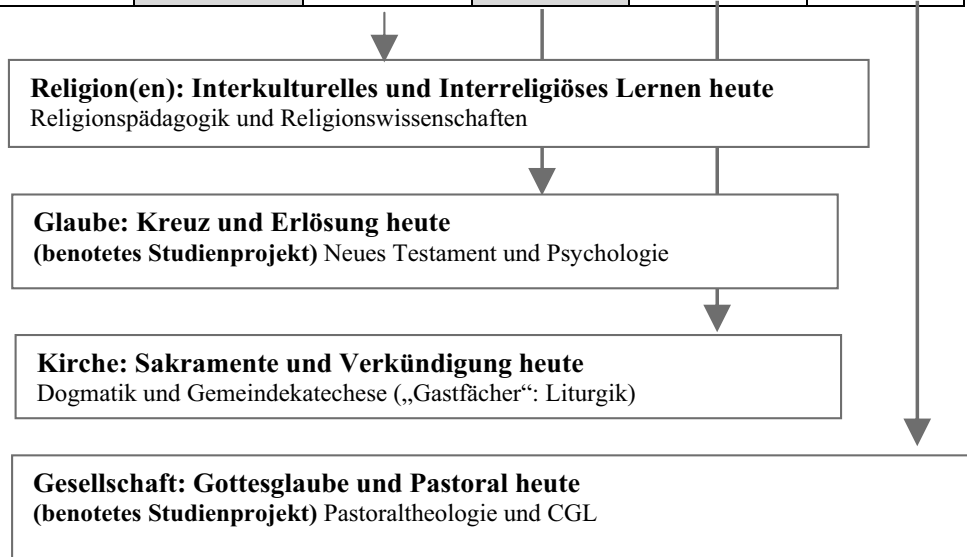 Religion(en): Interkulturelles und Interreligiöses Lernen heute
Religionspädagogik und Religionswissenschaften
Glaube: Kreuz und Erlösung heute
(benotetes Studienprojekt) Neues Testament und Psychologie
Kirche: Sakramente und Verkündigung heute
Dogmatik und Gemeindekatechese („Gastfächer“: Liturgik)
Gesellschaft: Gottesglaube und Pastoral heute
(benotetes Studienprojekt) Pastoraltheologie und CGL